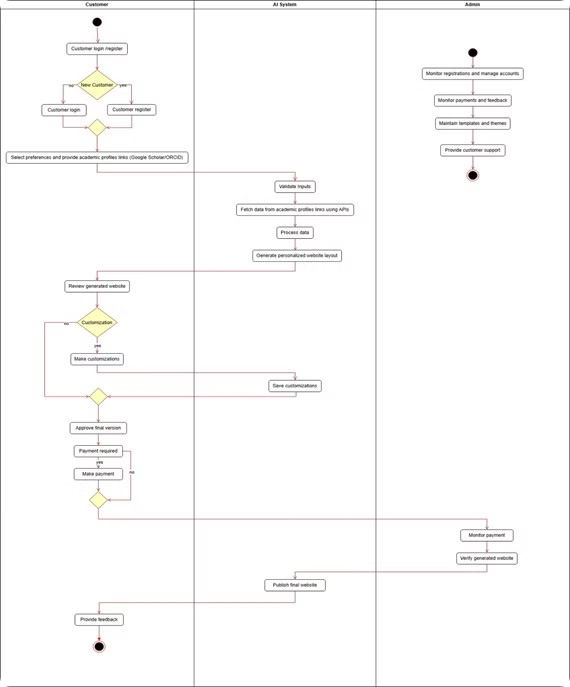 Customer
AI System
Admin
Customer login /register
New Customer
no
yes
Customer login
Customer register
Select preferences and provide academic profiles links (Google Scholar/ORCID)
Monitor registrations and manage accounts
Monitor payments and feedback
Maintain templates and themes
Provide customer support
Validate Inputs
Fetch data from academic profiles links using APIs
Process data
Generate personalized website layout
Review generated website
Customization
no
yes
Make customizations
Save customizations
Approve final version
Payment required
yes
no
Make payment
Monitor payment
Verify generated website
Publish final website
Provide feedback